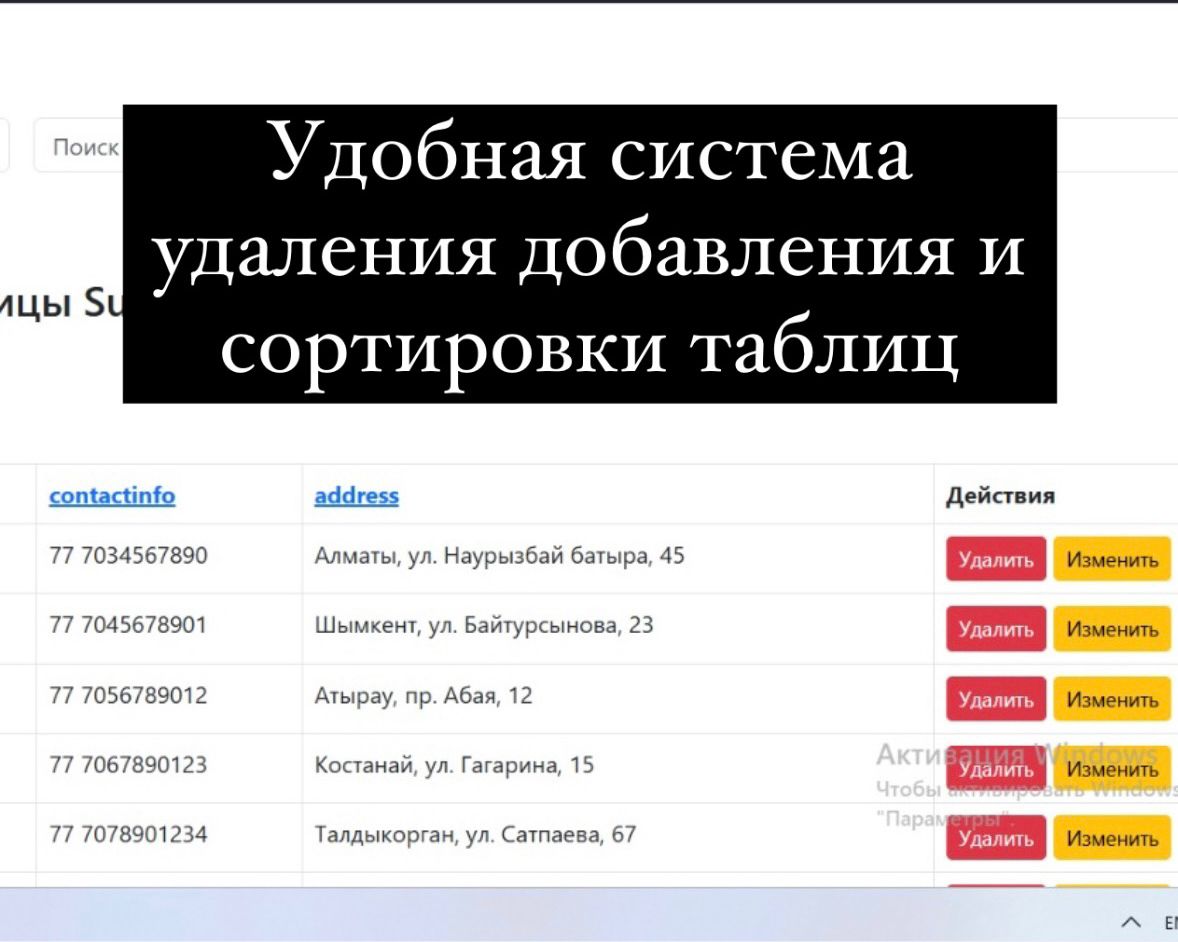 Поиск
Удобная система
удаления добавления и
сортировки таблиц
contactinfo address Действия
77 7034567890 Алматы, ул. Наурызбай батыра, 45 Удалить Изменить
77 7045678901 Шымкент, ул. Байтурсынова, 23 Удалить Изменить
77 7056789012 Атырау, пр. Абая, 12 Удалить Изменить
Активация Windows
77 7067890123 Костанай, ул. Гагарина, 15 Удалить Изменить
Чтобы активировать Windows
"Параметры".
77 7078901234 Талдыкорган, ул. Сатпаева, 67 Удалить Изменить